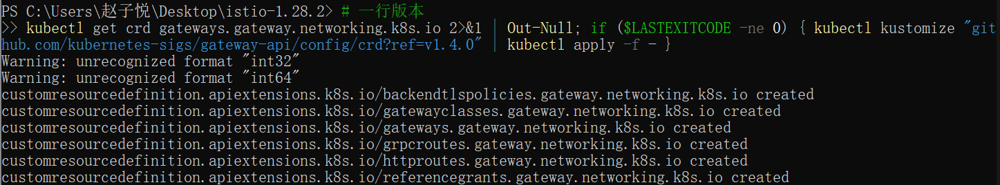 PS C:\Users\赵子悦\Desktop\istio-1.28.2> # 一行版本
>> kubectl get crd gateways.gateway.networking.k8s.io 2>&1 | Out-Null; if ($LASTEXITCODE -ne 0) { kubectl kustomize "git
hub.com/kubernetes-sigs/gateway-api/config/crd?ref=v1.4.0" | kubectl apply -f - }
Warning: unrecognized format "int32"
Warning: unrecognized format "int64"
customresourcedefinition.apiextensions.k8s.io/backendtlspolicies.gateway.networking.k8s.io created
customresourcedefinition.apiextensions.k8s.io/gatewayclasses.gateway.networking.k8s.io created
customresourcedefinition.apiextensions.k8s.io/gateways.gateway.networking.k8s.io created
customresourcedefinition.apiextensions.k8s.io/grpcroutes.gateway.networking.k8s.io created
customresourcedefinition.apiextensions.k8s.io/httproutes.gateway.networking.k8s.io created
customresourcedefinition.apiextensions.k8s.io/referencegrants.gateway.networking.k8s.io created